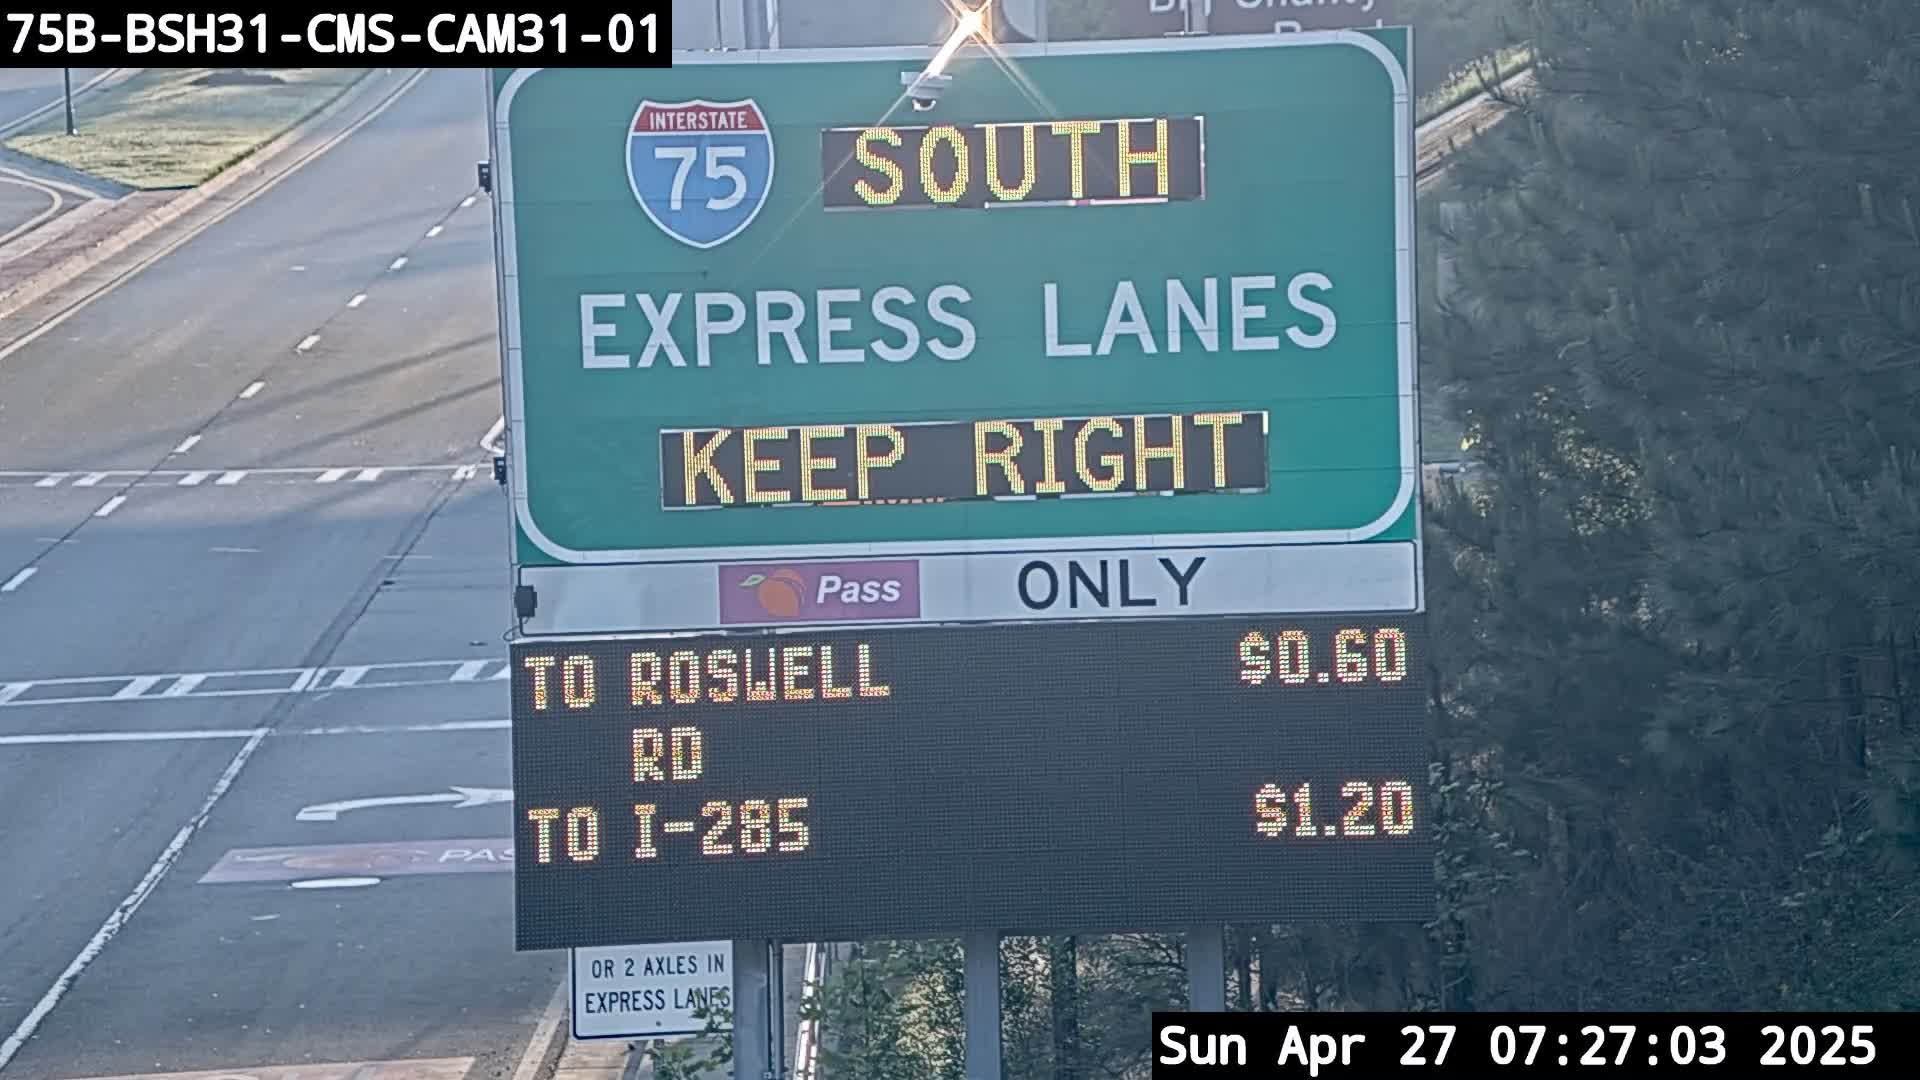 75B-BSH31-CMS-CAM31-01
INTERSTATE
75
SOUTH
EXPRESS LANES
KEEP RIGHT
Pass ONLY
TO ROSWELL $0.60
RD
TO I-285 $1.20
PAS
OR 2 AXLES IN
EXPRESS LANES
Sun Apr 27 07:27:03 2025